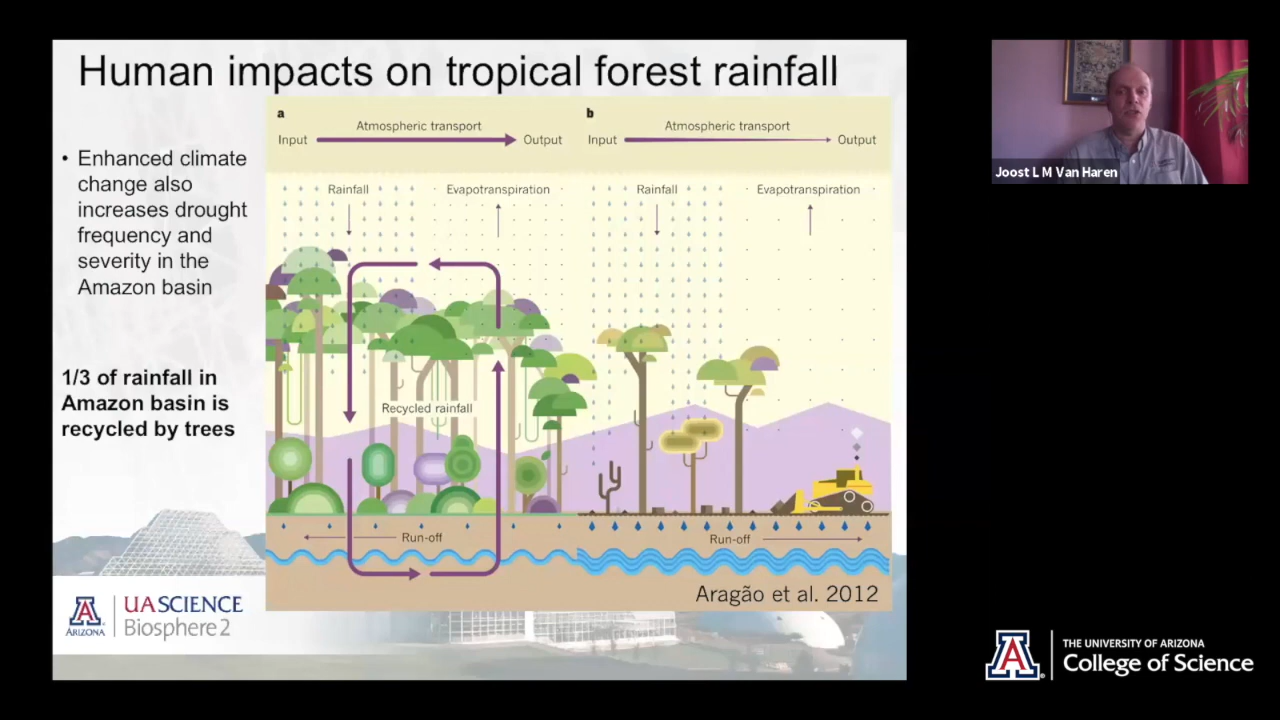 Human impacts on tropical forest rainfall
• Enhanced climate
change also
increases drought
frequency and
severity in the
Amazon basin
1/3 of rainfall in
Amazon basin is
recycled by trees
a
Atmospheric transport
Input
Output
Rainfall
Evapotranspiration
Recycled rainfall
Run-off
b
Atmospheric transport
Input
Output
Rainfall
Evapotranspiration
Run-off
Aragão et al. 2012
A
ARIZONA
UASCIENCE
Biosphere 2
Joost L M Van Haren
A
THE UNIVERSITY OF ARIZONA
College of Science